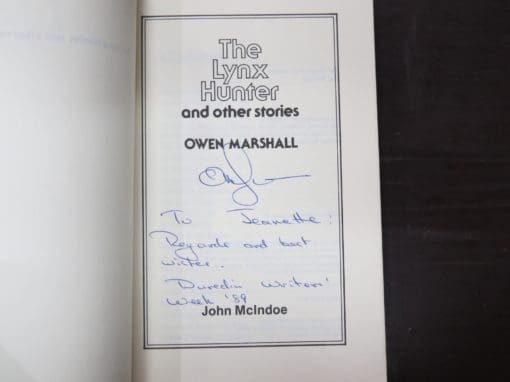 The
Lynx
Hunter
and other stories
OWEN MARSHALL
To Jeanette:
Regards and best
wishes.
Dunedin Writers'
Week '89
John McIndoe